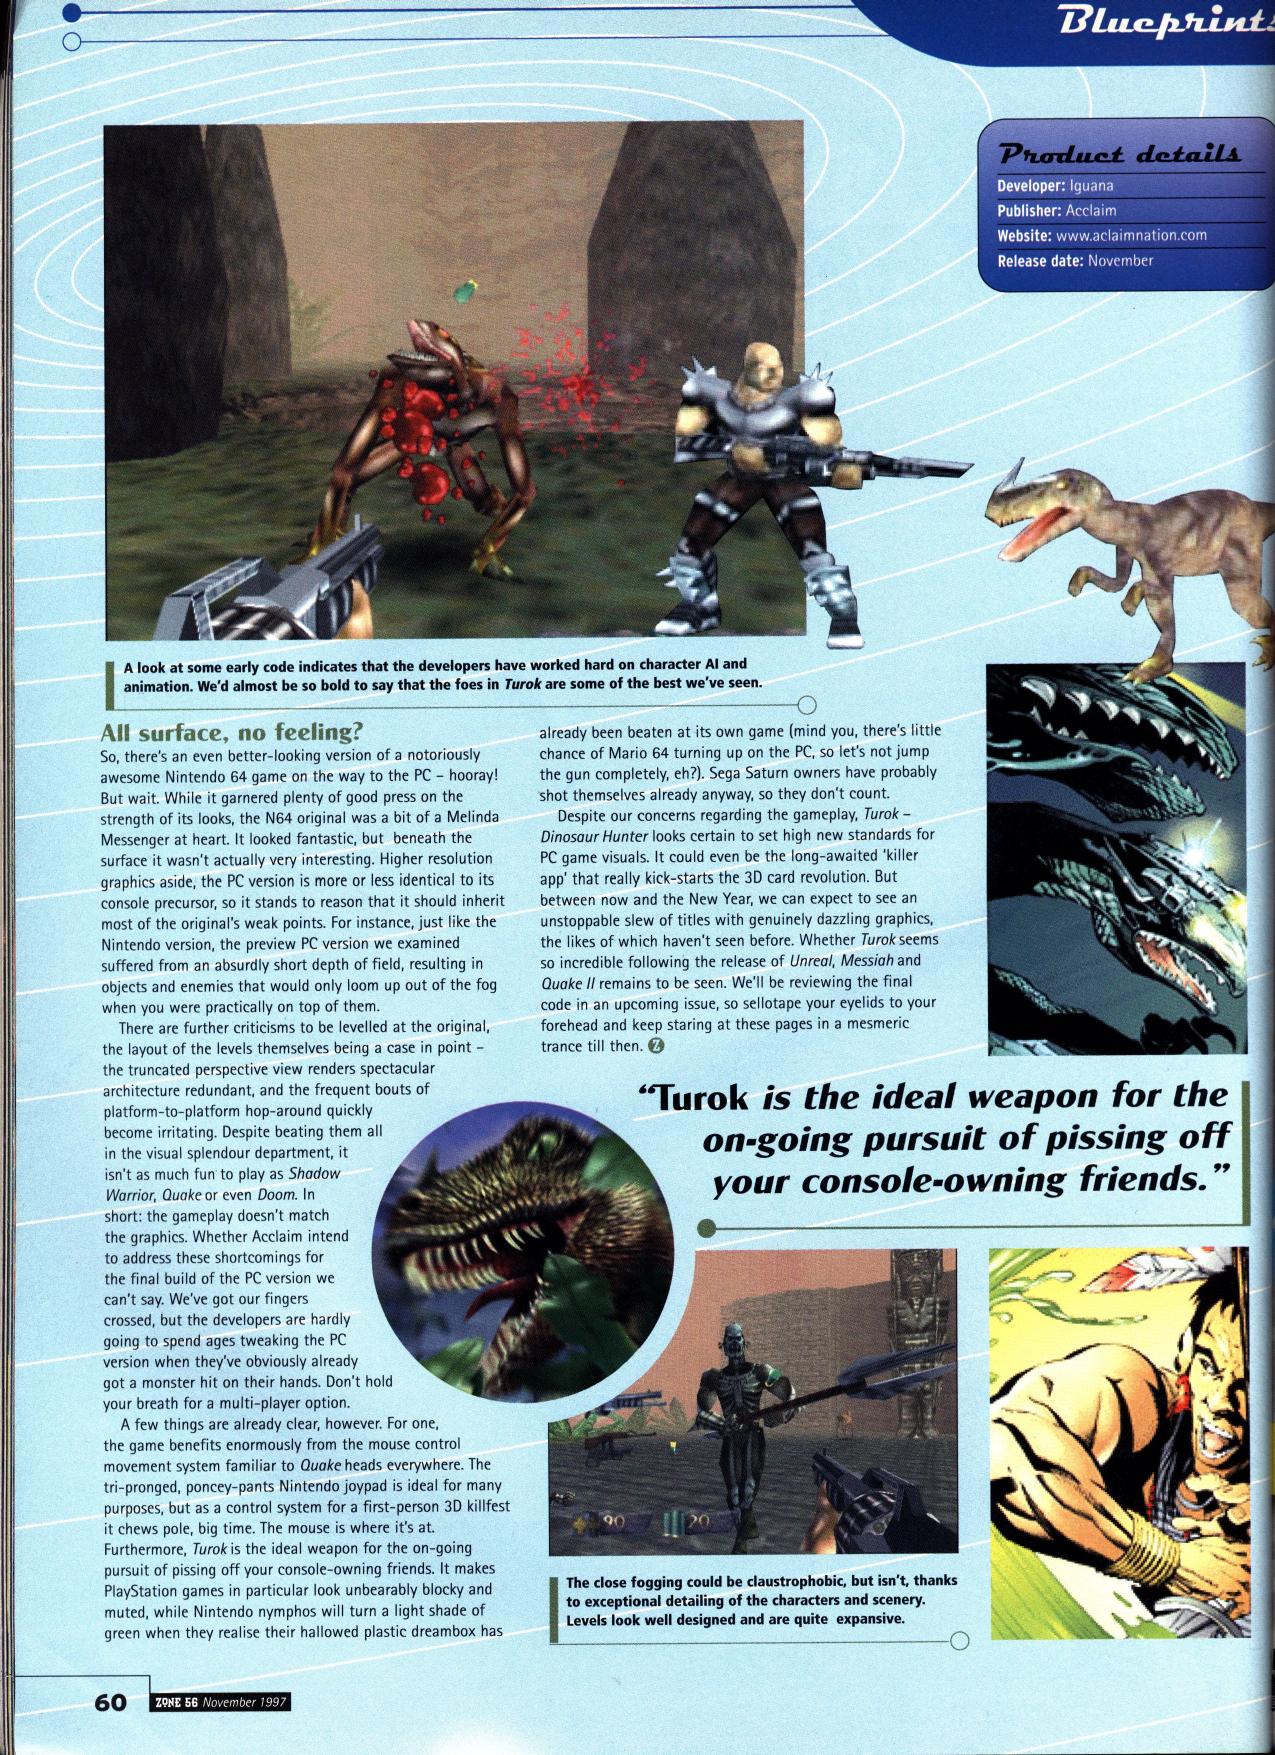 Blueprints
Product details
Developer: Iguana
Publisher: Acclaim
Website: www.aclaimnation.com
Release date: November
A look at some early code indicates that the developers have worked hard on character AI and
animation. We'd almost be so bold to say that the foes in Turok are some of the best we've seen.
All surface, no feeling?
So, there's an even better-looking version of a notoriously
awesome Nintendo 64 game on the way to the PC – hooray!
But wait. While it garnered plenty of good press on the
strength of its looks, the N64 original was a bit of a Melinda
Messenger at heart. It looked fantastic, but beneath the
surface it wasn't actually very interesting. Higher resolution
graphics aside, the PC version is more or less identical to its
console precursor, so it stands to reason that it should inherit
most of the original's weak points. For instance, just like the
Nintendo version, the preview PC version we examined
suffered from an absurdly short depth of field, resulting in
objects and enemies that would only loom up out of the fog
when you were practically on top of them.
There are further criticisms to be levelled at the original,
the layout of the levels themselves being a case in point –
the truncated perspective view renders spectacular
architecture redundant, and the frequent bouts of
platform-to-platform hop-around quickly
become irritating. Despite beating them all
in the visual splendour department, it
isn't as much fun to play as Shadow
Warrior, Quake or even Doom. In
short: the gameplay doesn't match
the graphics. Whether Acclaim intend
to address these shortcomings for
the final build of the PC version we
can't say. We've got our fingers
crossed, but the developers are hardly
going to spend ages tweaking the PC
version when they've obviously already
got a monster hit on their hands. Don't hold
your breath for a multi-player option.
A few things are already clear, however. For one,
the game benefits enormously from the mouse control
movement system familiar to Quake heads everywhere. The
tri-pronged, poncey-pants Nintendo joypad is ideal for many
purposes, but as a control system for a first-person 3D killfest
it chews pole, big time. The mouse is where it's at.
Furthermore, Turok is the ideal weapon for the on-going
pursuit of pissing off your console-owning friends. It makes
PlayStation games in particular look unbearably blocky and
muted, while Nintendo nymphos will turn a light shade of
green when they realise their hallowed plastic dreambox has
already been beaten at its own game (mind you, there's little
chance of Mario 64 turning up on the PC, so let's not jump
the gun completely, eh?). Sega Saturn owners have probably
shot themselves already anyway, so they don't count.
Despite our concerns regarding the gameplay, Turok –
Dinosaur Hunter looks certain to set high new standards for
PC game visuals. It could even be the long-awaited 'killer
app' that really kick-starts the 3D card revolution. But
between now and the New Year, we can expect to see an
unstoppable slew of titles with genuinely dazzling graphics,
the likes of which haven't seen before. Whether Turok seems
so incredible following the release of Unreal, Messiah and
Quake II remains to be seen. We'll be reviewing the final
code in an upcoming issue, so sellotape your eyelids to your
forehead and keep staring at these pages in a mesmeric
trance till then. Z
“Turok is the ideal weapon for the
on-going pursuit of pissing off
your console-owning friends.”
90 20
The close fogging could be claustrophobic, but isn't, thanks
to exceptional detailing of the characters and scenery.
Levels look well designed and are quite expansive.
60 ZONE 56 November 1997